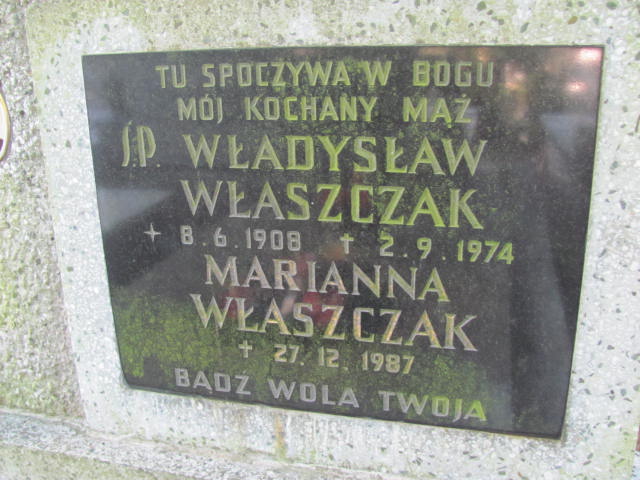 TU SPOCZYWA W BOGU
MÓJ KOCHANY MĄŻ
Ś.P. WŁADYSŁAW
WŁASZCZAK
8.6.1908 † 2.9.1974
MARIANNA
WŁASZCZAK
† 27.12.1987
BĄDŹ WOLA TWOJA